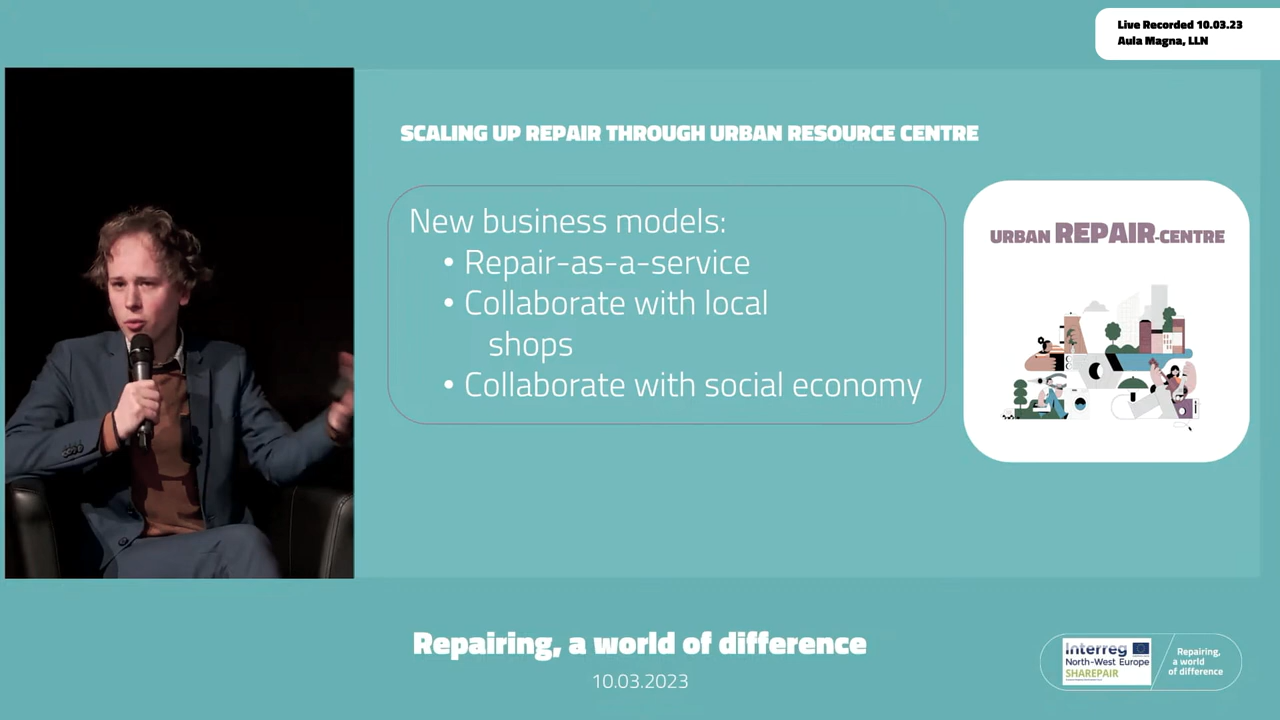 Live Recorded 10.03.23
Aula Magna, LLN
SCALING UP REPAIR THROUGH URBAN RESOURCE CENTRE
New business models:
• Repair-as-a-service
• Collaborate with local
shops
• Collaborate with social economy
URBAN REPAIR-CENTRE
Repairing, a world of difference
10.03.2023
Interreg
North-West Europe
SHAREPAIR
Repairing,
a world
of difference